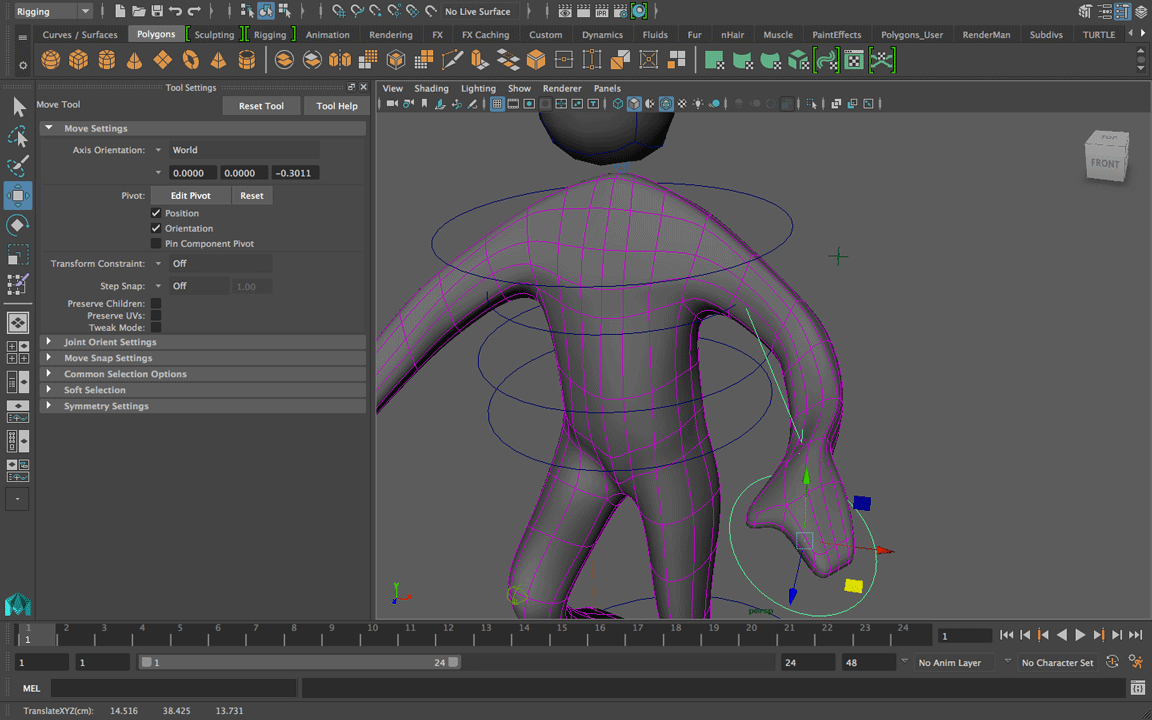 Rigging No Live Surface
Curves / Surfaces Polygons Sculpting Rigging Animation Rendering FX FX Caching Custom Dynamics Fluids Fur nHair Muscle PaintEffects Polygons_User RenderMan Subdivs TURTLE
Tool Settings
Move Tool Reset Tool Tool Help
Move Settings
Axis Orientation: World
0.0000 0.0000 -0.3011
Pivot: Edit Pivot Reset
Position
Orientation
Pin Component Pivot
Transform Constraint: Off
Step Snap: Off 1.00
Preserve Children:
Preserve UVs:
Tweak Mode:
Joint Orient Settings
Move Snap Settings
Common Selection Options
Soft Selection
Symmetry Settings
View Shading Lighting Show Renderer Panels
IPR
TOP
FRONT
Y
persp
1 2 3 4 5 6 7 8 9 10 11 12 13 14 15 16 17 18 19 20 21 22 23 24
1 1
1 1 1 24 24 48 No Anim Layer No Character Set
MEL
TranslateXYZ(cm): 14.516 38.425 13.731